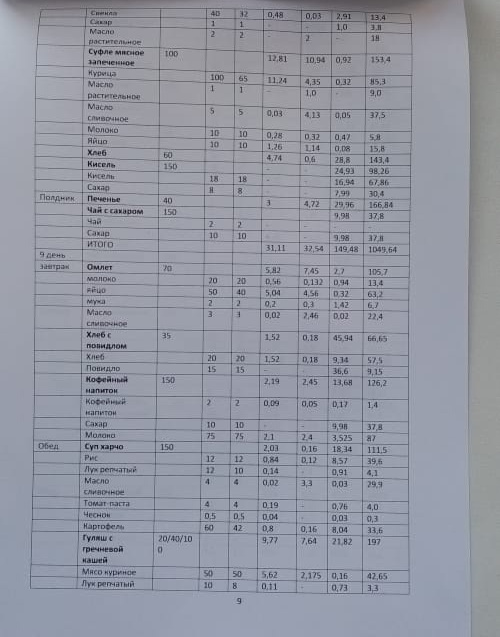 Свекла 40 32 0,48 0,03 2,91 13,4
Сахар 1 1 - - 1,0 3,8
Масло растительное 2 2 - 2 - 18
Суфле мясное запеченное 100 12,81 10,94 0,92 153,4
Курица 100 65 11,24 4,35 0,32 85,3
Масло растительное 1 1 - 1,0 - 9,0
Масло сливочное 5 5 0,03 4,13 0,05 37,5
Молоко 10 10 0,28 0,32 0,47 5,8
Яйцо 10 10 1,26 1,14 0,08 15,8
Хлеб 60 4,74 0,6 28,8 143,4
Кисель 150 - - 24,93 98,26
Кисель 18 18 - - 16,94 67,86
Сахар 8 8 - - 7,99 30,4
Полдник Печенье 40 3 4,72 29,96 166,84
Чай с сахаром 150 9,98 37,8
Чай 2 2 - - - -
Сахар 10 10 - - 9,98 37,8
ИТОГО 31,11 32,54 149,48 1049,64
9 день
завтрак Омлет 70 5,82 7,45 2,7 105,7
молоко 20 20 0,56 0,132 0,94 13,4
яйцо 50 40 5,04 4,56 0,32 63,2
мука 2 2 0,2 0,3 1,42 6,7
Масло сливочное 3 3 0,02 2,46 0,02 22,4
Хлеб с повидлом 35 1,52 0,18 45,94 66,65
Хлеб 20 20 1,52 0,18 9,34 57,5
Повидло 15 15 - - 36,6 9,15
Кофейный напиток 150 2,19 2,45 13,68 126,2
Кофейный напиток 2 2 0,09 0,05 0,17 1,4
Сахар 10 10 - - 9,98 37,8
Молоко 75 75 2,1 2,4 3,525 87
Обед Суп харчо 150 2,03 0,16 18,34 111,5
Рис 12 12 0,84 0,12 8,57 39,6
Лук репчатый 12 10 0,14 - 0,91 4,1
Масло сливочное 4 4 0,02 3,3 0,03 29,9
Томат-паста 4 4 0,19 - 0,76 4,0
Чеснок 0,5 0,5 0,04 - 0,03 0,3
Картофель 60 42 0,8 0,16 8,04 33,6
Гуляш с гречневой кашей 20/40/100 9,77 7,64 21,82 197
Мясо куриное 50 50 5,62 2,175 0,16 42,65
Лук репчатый 10 8 0,11 - 0,73 3,3
9